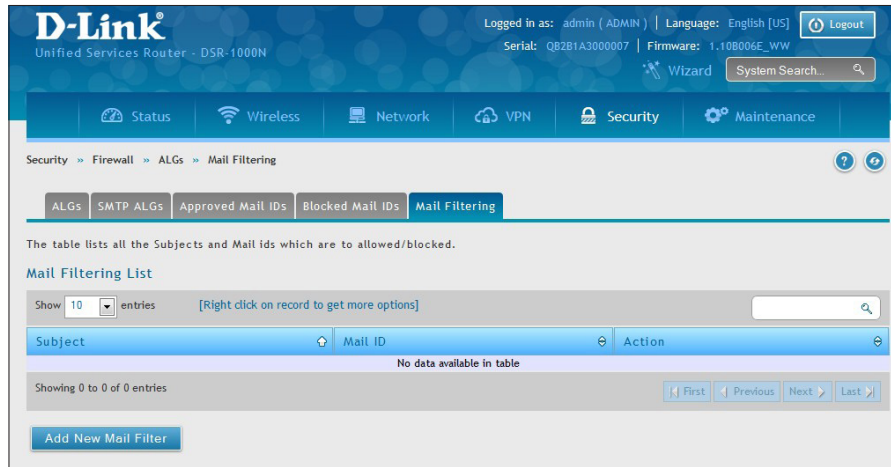 D-Link
Unified Services Router - DSR-1000N
Logged in as: admin ( ADMIN ) | Language: English [US]
Logout
Serial: QB2B1A3000007 | Firmware: 1.10B006E_WW
Wizard
System Search...
Status
Wireless
Network
VPN
Security
Maintenance
Security » Firewall » ALGs » Mail Filtering
?
ALGs
SMTP ALGs
Approved Mail IDs
Blocked Mail IDs
Mail Filtering
The table lists all the Subjects and Mail ids which are to allowed/blocked.
Mail Filtering List
Show 10 entries
[Right click on record to get more options]
Subject
Mail ID
Action
No data available in table
Showing 0 to 0 of 0 entries
First
Previous
Next
Last
Add New Mail Filter